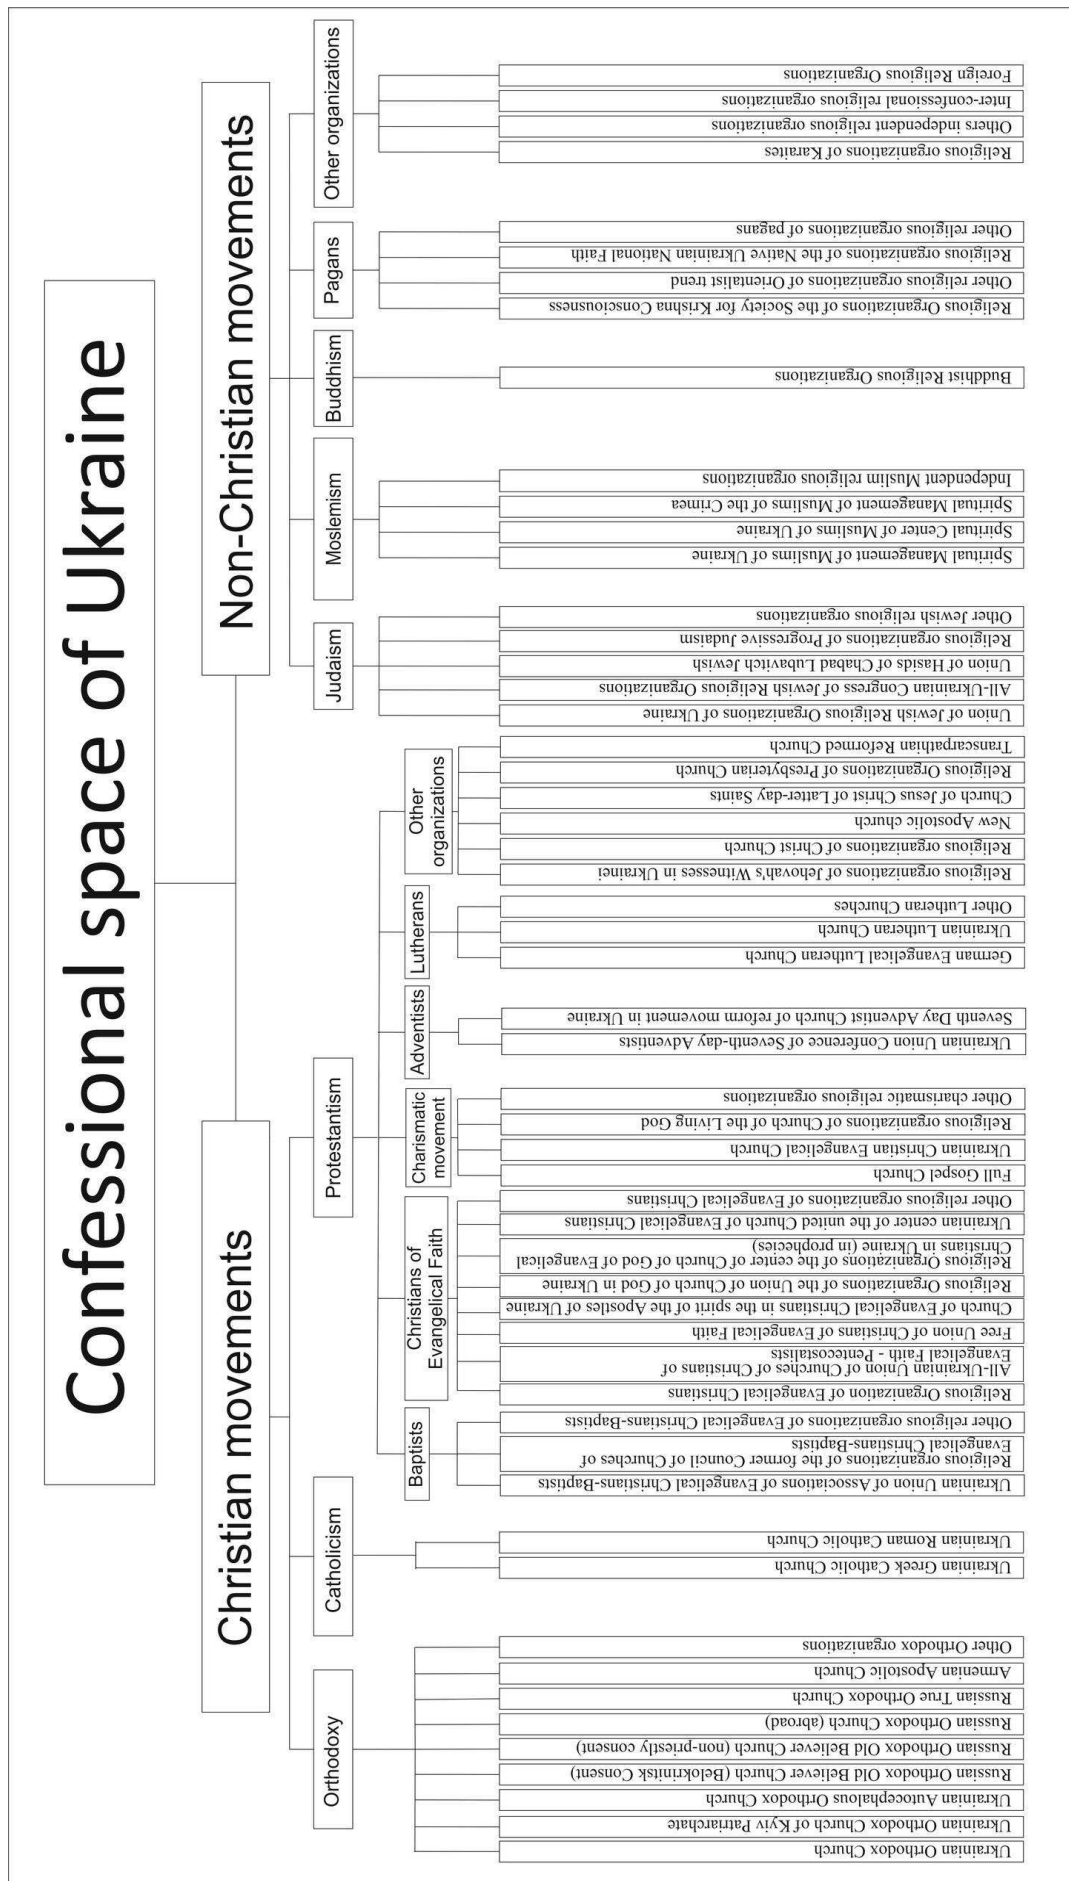 Confessional space of Ukraine
Christian movements
Non-Christian movements
Orthodoxy
Catholicism
Protestantism
Judaism
Moslemism
Buddhism
Pagans
Other organizations
Baptists
Christians of
Evangelical Faith
Charismatic
movement
Adventists
Lutherans
Other
organizations
Ukrainian Orthodox Church
Ukrainian Orthodox Church of Kyiv Patriarchate
Ukrainian Autocephalous Orthodox Church
Russian Orthodox Old Believer Church (Belokrinitsk Consent)
Russian Orthodox Old Believer Church (non-priestly consent)
Russian Orthodox Church (abroad)
Russian True Orthodox Church
Armenian Apostolic Church
Other Orthodox organizations
Ukrainian Greek Catholic Church
Ukrainian Roman Catholic Church
Ukrainian Union of Associations of Evangelical Christians-Baptists
Religious organizations of the former Council of Churches of
Evangelical Christians-Baptists
Other religious organizations of Evangelical Christians-Baptists
Religious Organization of Evangelical Christians
All-Ukrainian Union of Churches of Christians of
Evangelical Faith - Pentecostalists
Free Union of Christians of Evangelical Faith
Church of Evangelical Christians in the spirit of the Apostles of Ukraine
Religious Organizations of the Union of Church of God in Ukraine
Religious Organizations of the center of Church of God of Evangelical
Christians in Ukraine (in prophecies)
Ukrainian center of the united Church of Evangelical Christians
Other religious organizations of Evangelical Christians
Full Gospel Church
Ukrainian Christian Evangelical Church
Religious organizations of Church of the Living God
Other charismatic religious organizations
Ukrainian Union Conference of Seventh-day Adventists
Seventh Day Adventist Church of reform movement in Ukraine
German Evangelical Lutheran Church
Ukrainian Lutheran Church
Other Lutheran Churches
Religious organizations of Jehovah's Witnesses in Ukrainei
Religious organizations of Christ Church
New Apostolic church
Church of Jesus Christ of Latter-day Saints
Religious Organizations of Presbyterian Church
Transcarpathian Reformed Church
Union of Jewish Religious Organizations of Ukraine
All-Ukrainian Congress of Jewish Religious Organizations
Union of Hasids of Chabad Lubavitch Jewish
Religious organizations of Progressive Judaism
Other Jewish religious organizations
Spiritual Management of Muslims of Ukraine
Spiritual Center of Muslims of Ukraine
Spiritual Management of Muslims of the Crimea
Independent Muslim religious organizations
Buddhist Religious Organizations
Religious Organizations of the Society for Krishna Consciousness
Other religious organizations of Orientalist trend
Religious organizations of the Native Ukrainian National Faith
Other religious organizations of pagans
Religious organizations of Karaites
Others independent religious organizations
Inter-confessional religious organizations
Foreign Religious Organizations